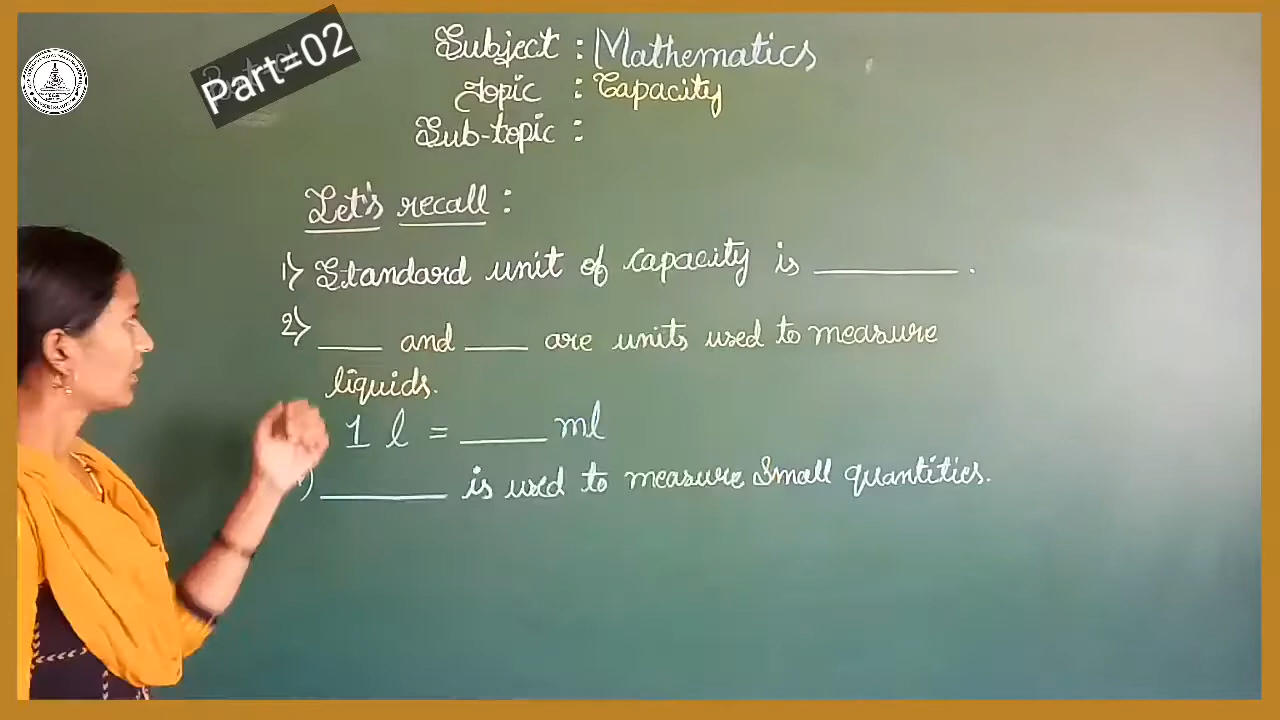 Part=02
Subject : Mathematics
Topic : Capacity
Sub-topic :
Let's recall :
1) Standard unit of capacity is ______ .
2) ___ and ___ are units used to measure
liquids.
1 l = ____ ml
) ______ is used to measure Small quantities.